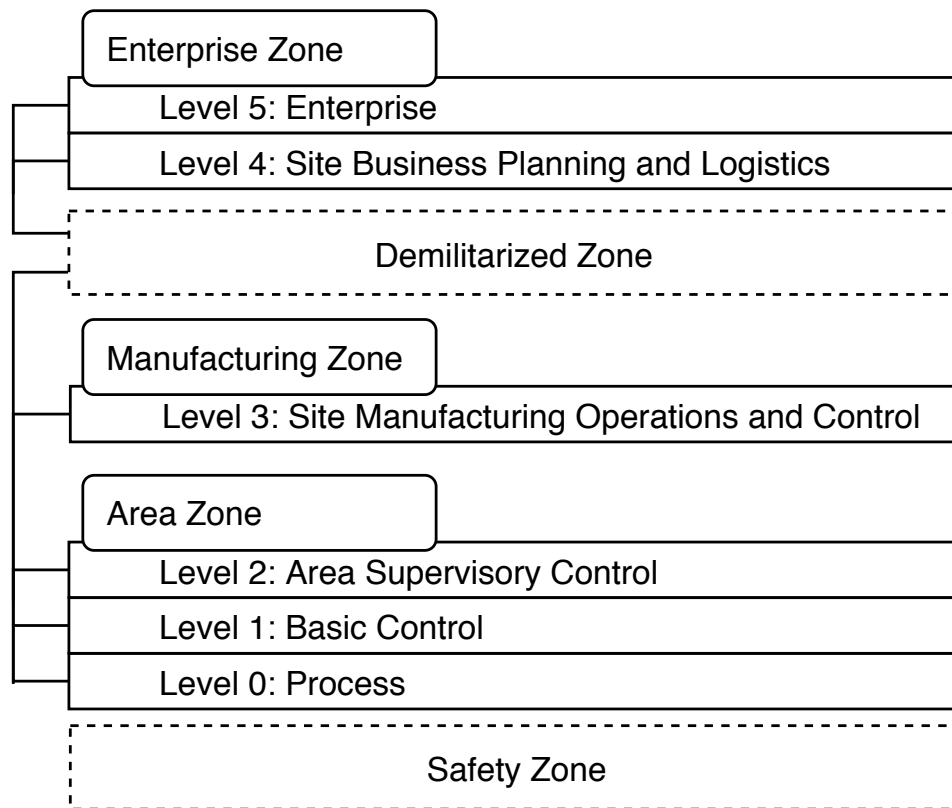 Enterprise Zone
Level 5: Enterprise
Level 4: Site Business Planning and Logistics
Demilitarized Zone
Manufacturing Zone
Level 3: Site Manufacturing Operations and Control
Area Zone
Level 2: Area Supervisory Control
Level 1: Basic Control
Level 0: Process
Safety Zone